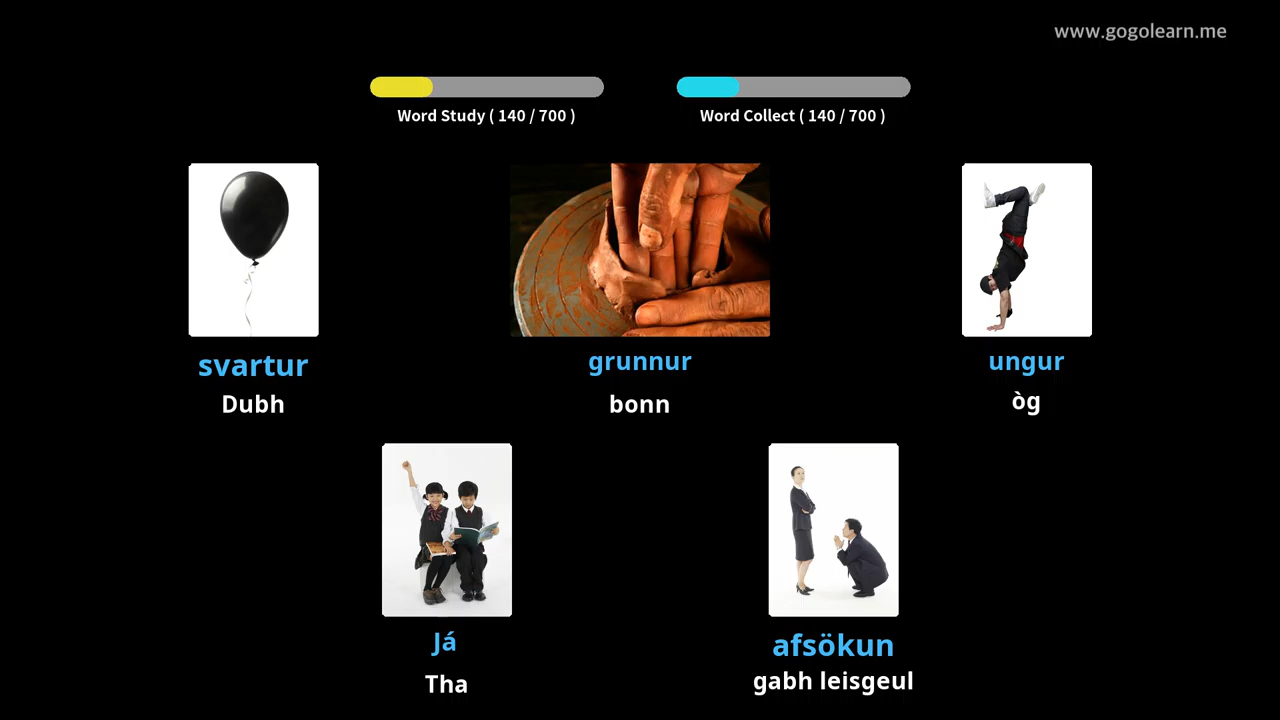 www.gogolearn.me
Word Study ( 140 / 700 )
Word Collect ( 140 / 700 )
svartur
Dubh
grunnur
bonn
ungur
òg
Já
Tha
afsökun
gabh leisgeul